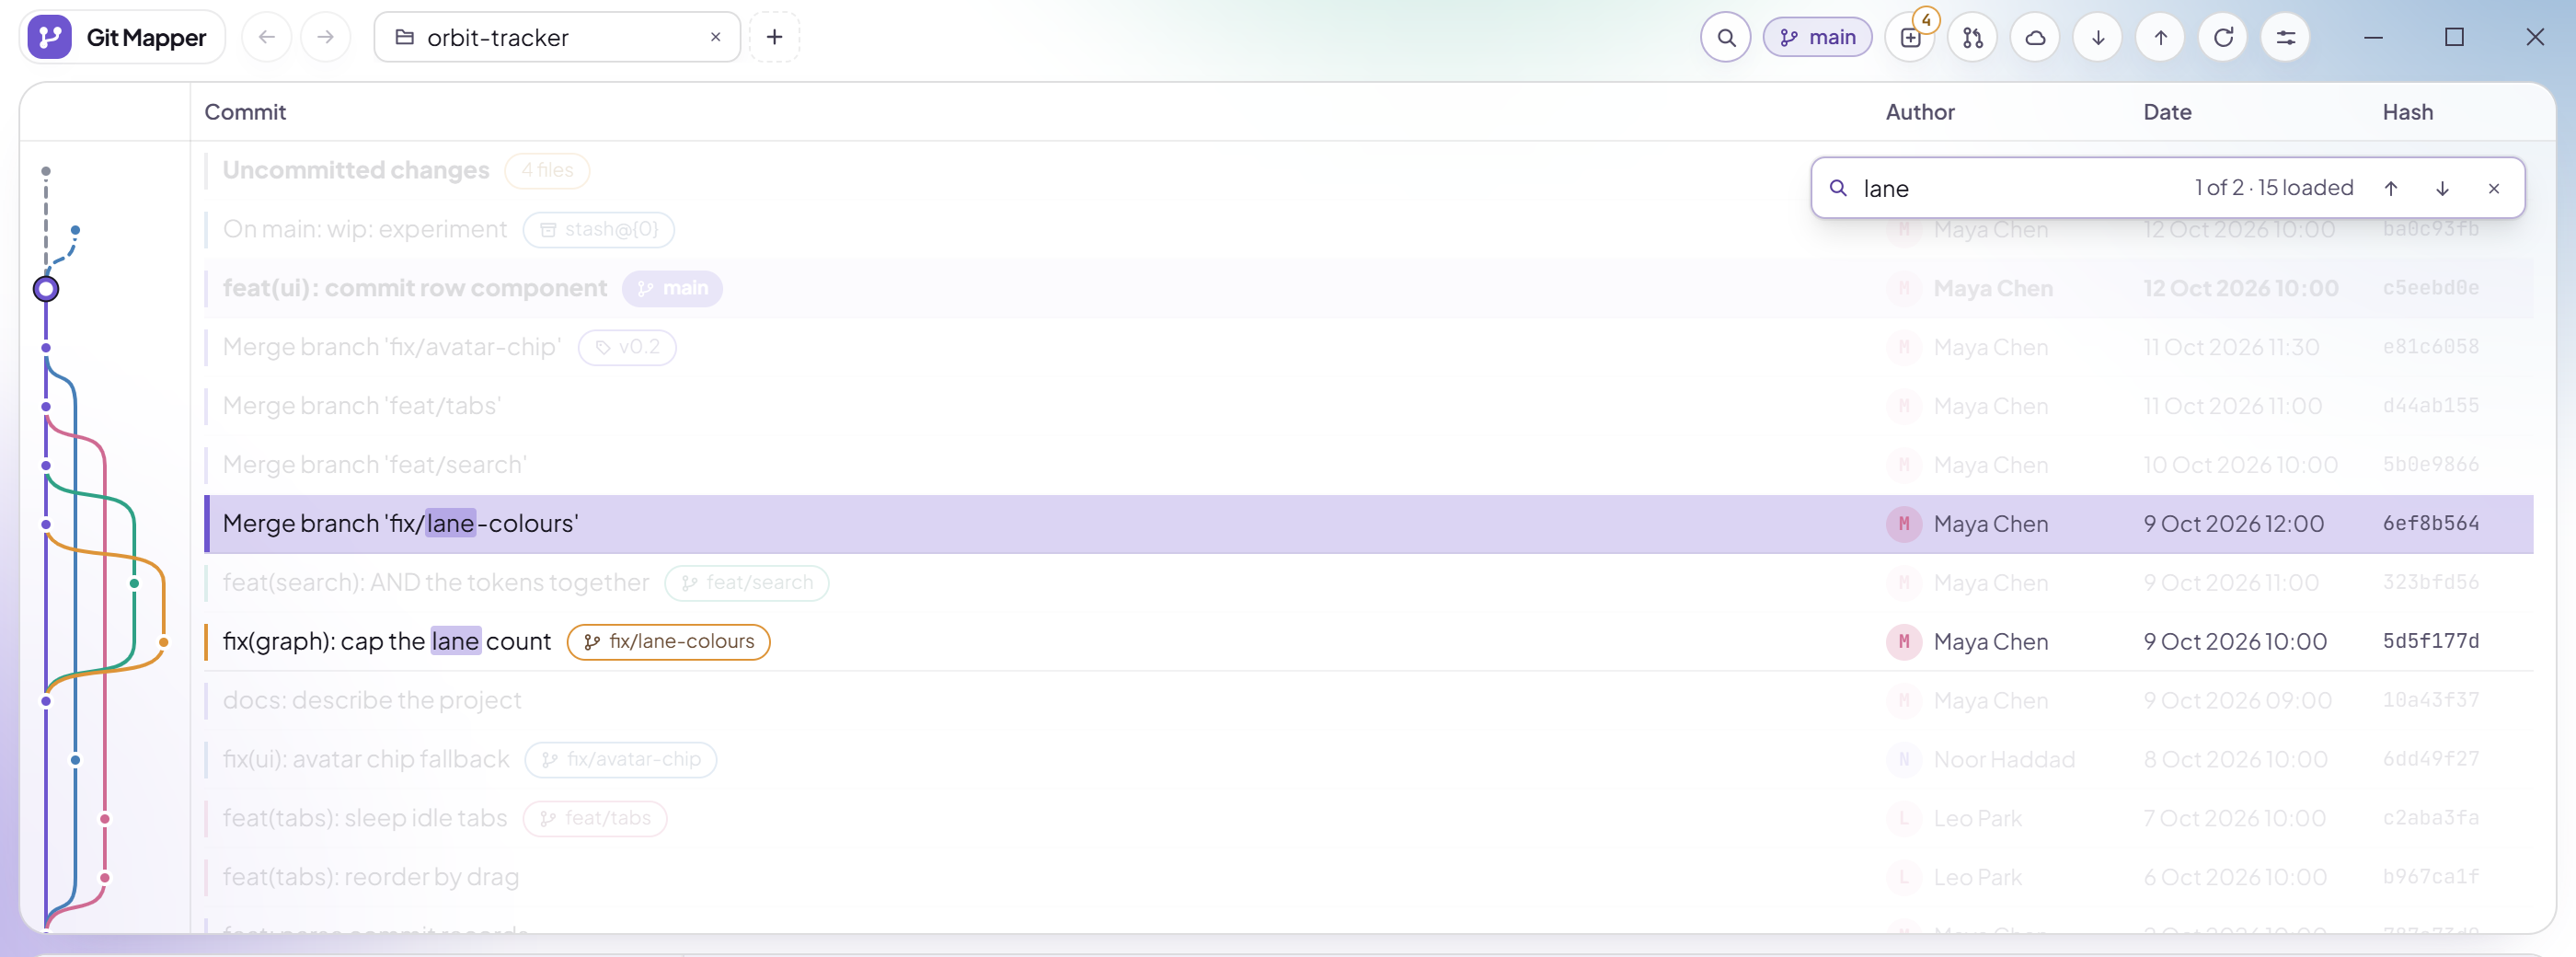 Git Mapper orbit-tracker × + main 4
Commit Author Date Hash
Uncommitted changes 4 files
lane 1 of 2 · 15 loaded
On main: wip: experiment stash@{0} M Maya Chen 12 Oct 2026 10:00 ba0c93fb
feat(ui): commit row component main M Maya Chen 12 Oct 2026 10:00 c5eebd0e
Merge branch 'fix/avatar-chip' v0.2 M Maya Chen 11 Oct 2026 11:30 e81c6058
Merge branch 'feat/tabs' M Maya Chen 11 Oct 2026 11:00 d44ab155
Merge branch 'feat/search' M Maya Chen 10 Oct 2026 10:00 5b0e9866
Merge branch 'fix/lane-colours' M Maya Chen 9 Oct 2026 12:00 6ef8b564
feat(search): AND the tokens together feat/search M Maya Chen 9 Oct 2026 11:00 323bfd56
fix(graph): cap the lane count fix/lane-colours M Maya Chen 9 Oct 2026 10:00 5d5f177d
docs: describe the project M Maya Chen 9 Oct 2026 09:00 10a43f37
fix(ui): avatar chip fallback fix/avatar-chip N Noor Haddad 8 Oct 2026 10:00 6dd49f27
feat(tabs): sleep idle tabs feat/tabs L Leo Park 7 Oct 2026 10:00 c2aba3fa
feat(tabs): reorder by drag L Leo Park 6 Oct 2026 10:00 b967ca1f
feat: parse commit records M Maya Chen